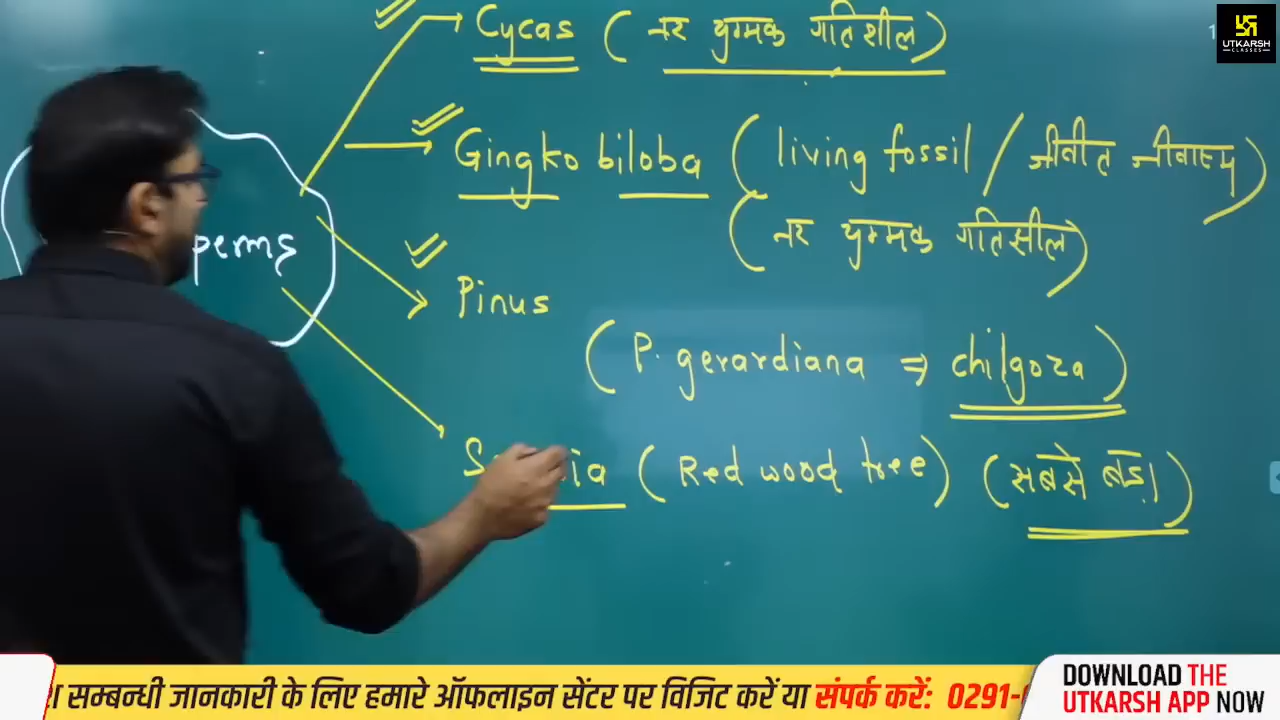 Cycas (नर युग्मक गतिशील)
Gingko biloba (living fossil / जीवित जीवाश्म)
(नर युग्मक गतिसील)
perms
Pinus
(P. gerardiana ⇒ chilgoza)
(Red wood tree) (सबसे बड़ा)
UTKARSH
CLASSES
सम्बन्धी जानकारी के लिए हमारे ऑफलाइन सेंटर पर विजिट करें या संपर्क करें: 0291-
DOWNLOAD THE
UTKARSH APP NOW